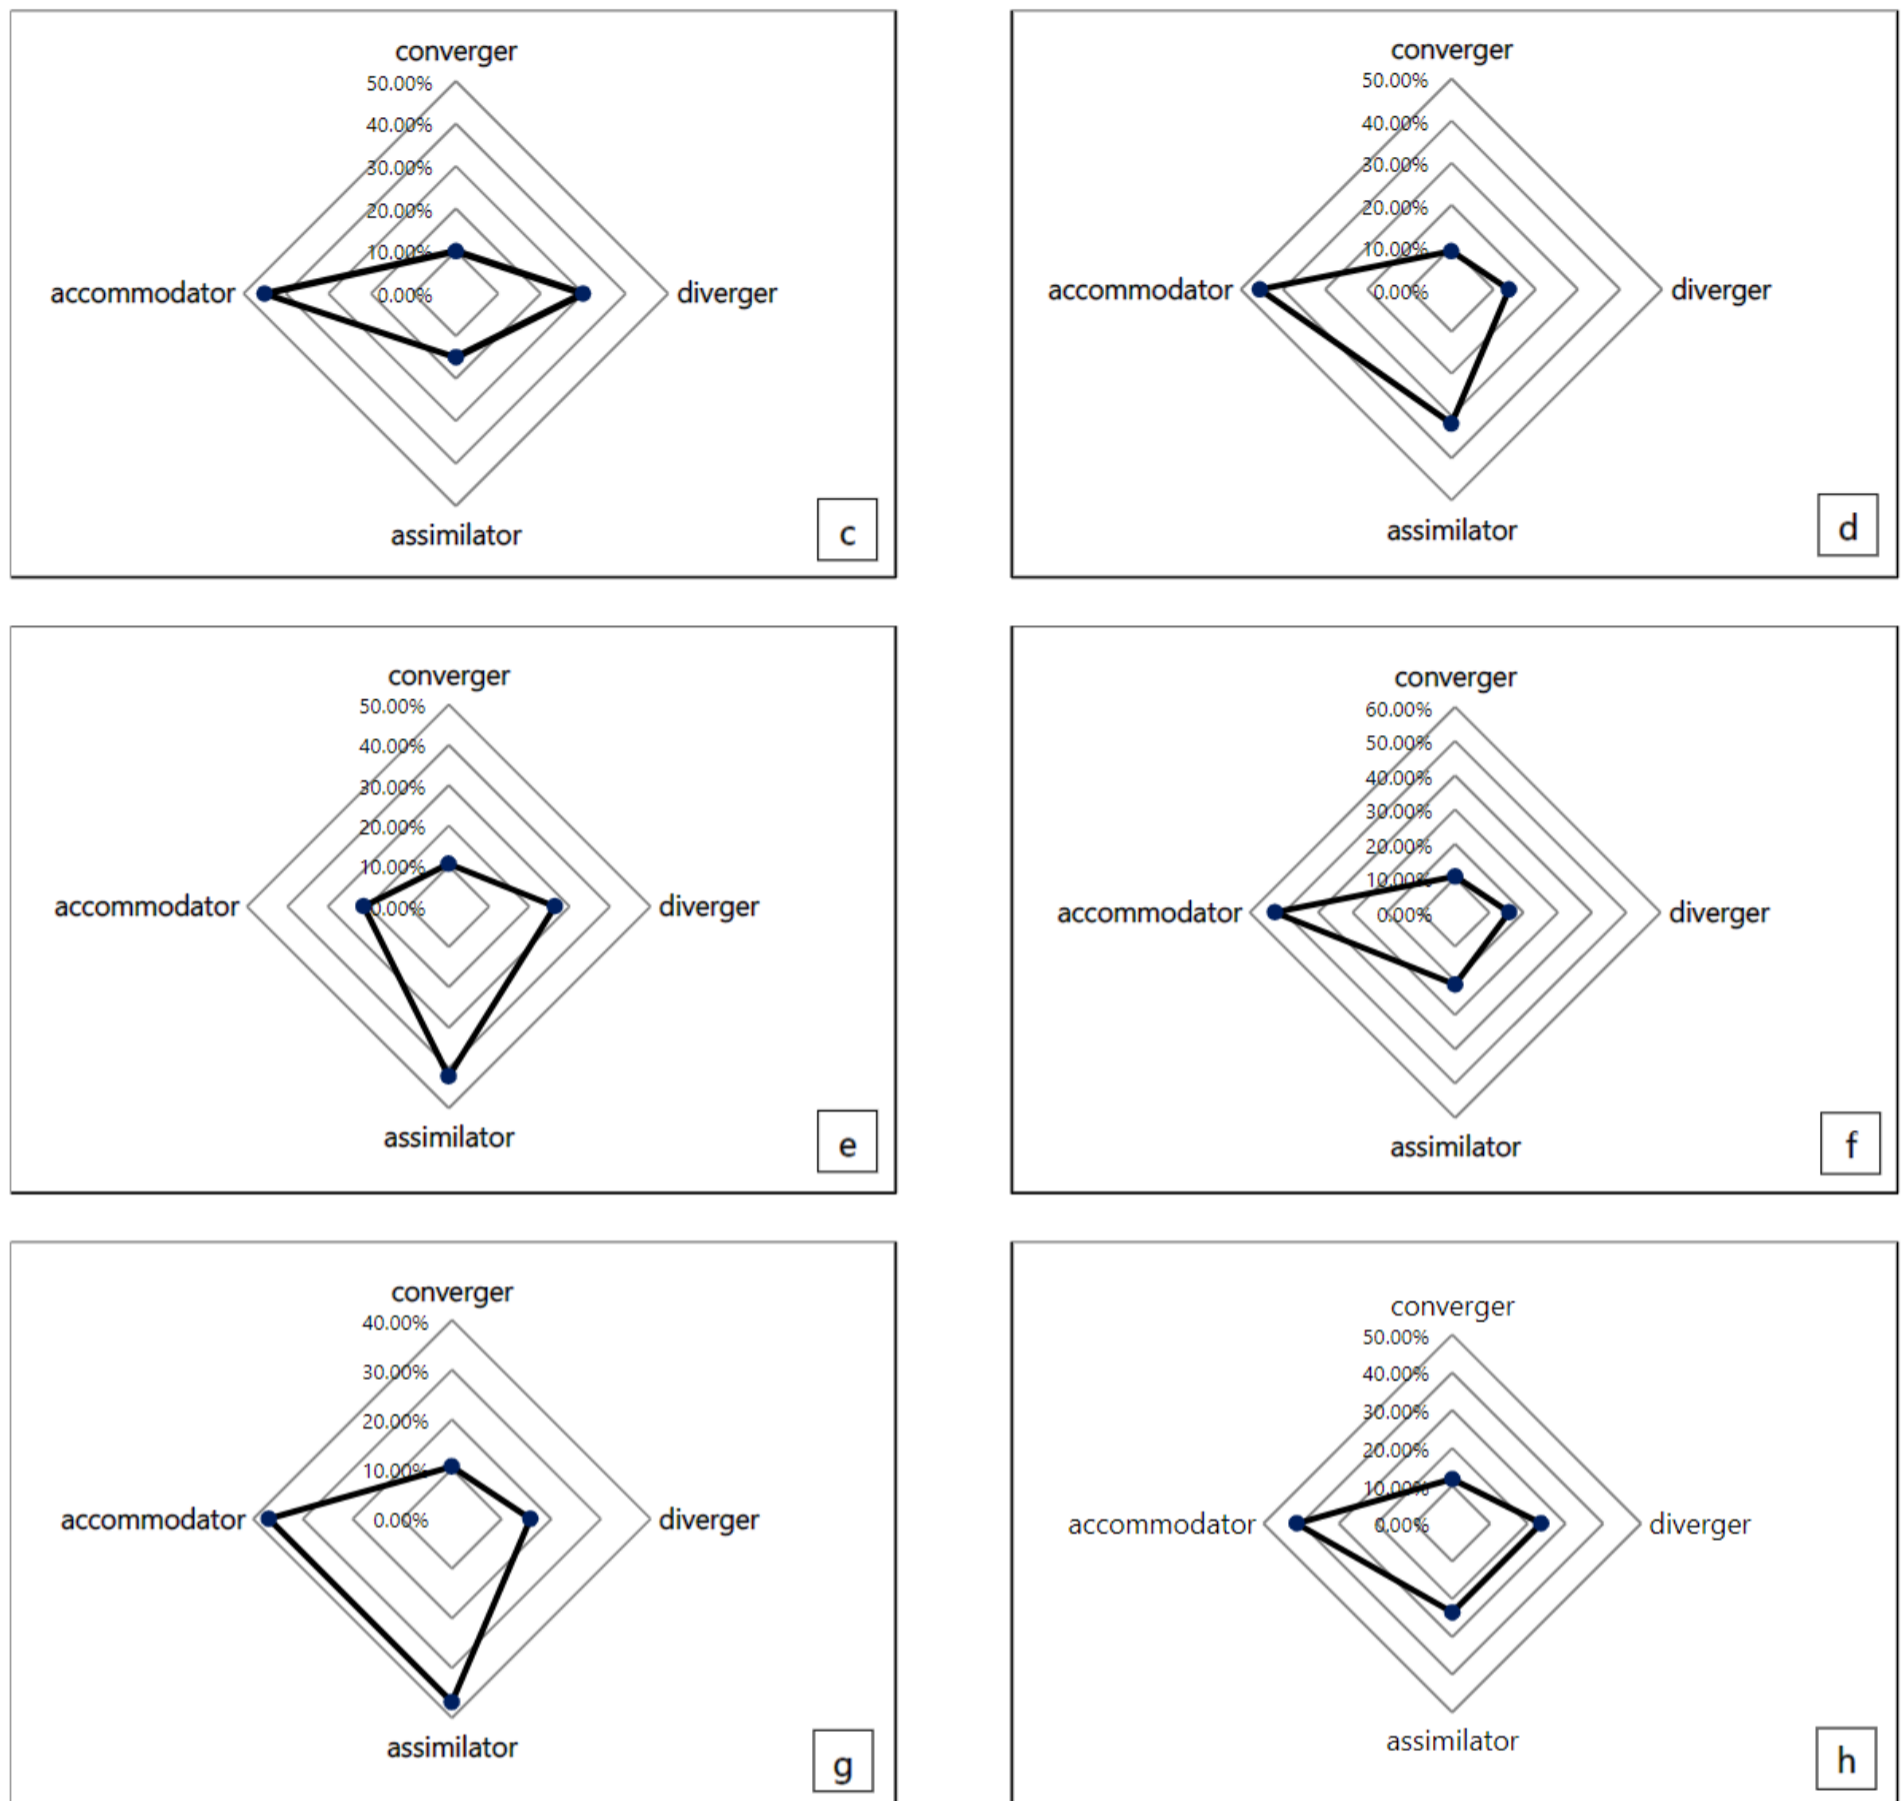 converger
50.00%
40.00%
30.00%
20.00%
10.00%
0.00%
accommodator
diverger
assimilator
c
converger
50.00%
40.00%
30.00%
20.00%
10.00%
0.00%
accommodator
diverger
assimilator
d
converger
50.00%
40.00%
30.00%
20.00%
10.00%
0.00%
accommodator
diverger
assimilator
e
converger
60.00%
50.00%
40.00%
30.00%
20.00%
10.00%
0.00%
accommodator
diverger
assimilator
f
converger
40.00%
30.00%
20.00%
10.00%
0.00%
accommodator
diverger
assimilator
g
converger
50.00%
40.00%
30.00%
20.00%
10.00%
0.00%
accommodator
diverger
assimilator
h